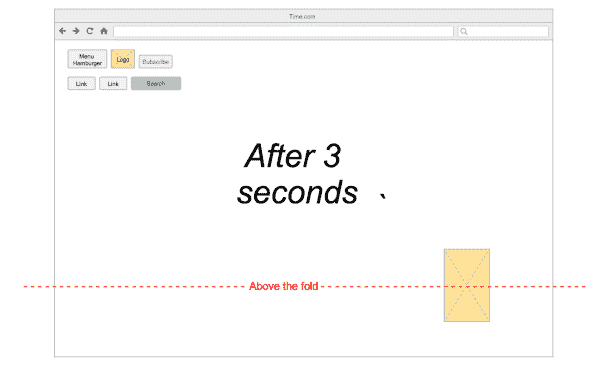 Time.com
Menu
Hamburger
Logo
Subscribe
Link
Link
Search
After 3
seconds
Above the fold